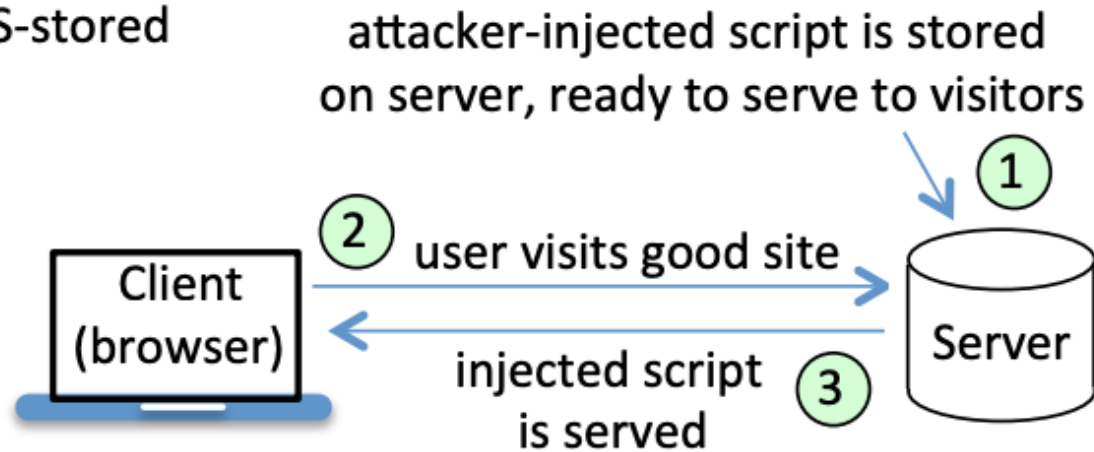 S-stored
attacker-injected script is stored
on server, ready to serve to visitors
1
2
user visits good site
Client
(browser)
Server
injected script
is served
3